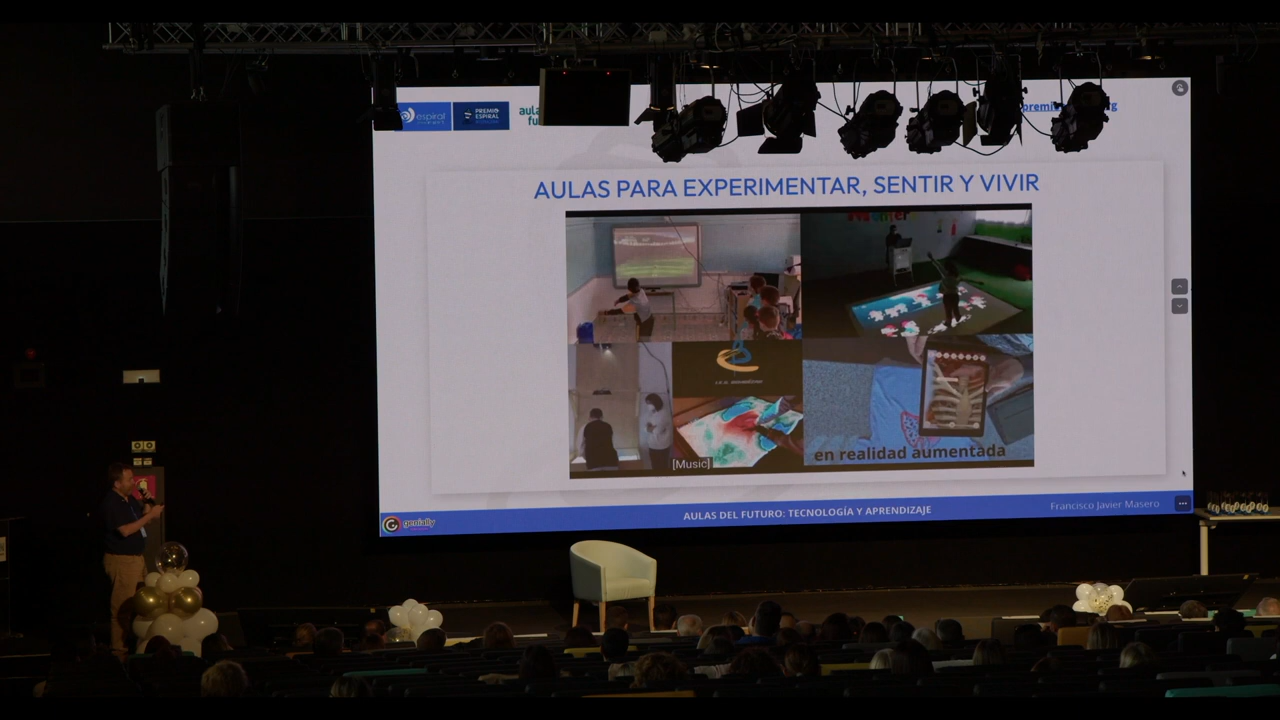 espiral
PREMIO
ESPIRAL
AULAS PARA EXPERIMENTAR, SENTIR Y VIVIR
[Music]
en realidad aumentada
genially
AULAS DEL FUTURO: TECNOLOGÍA Y APRENDIZAJE
Francisco Javier Masero